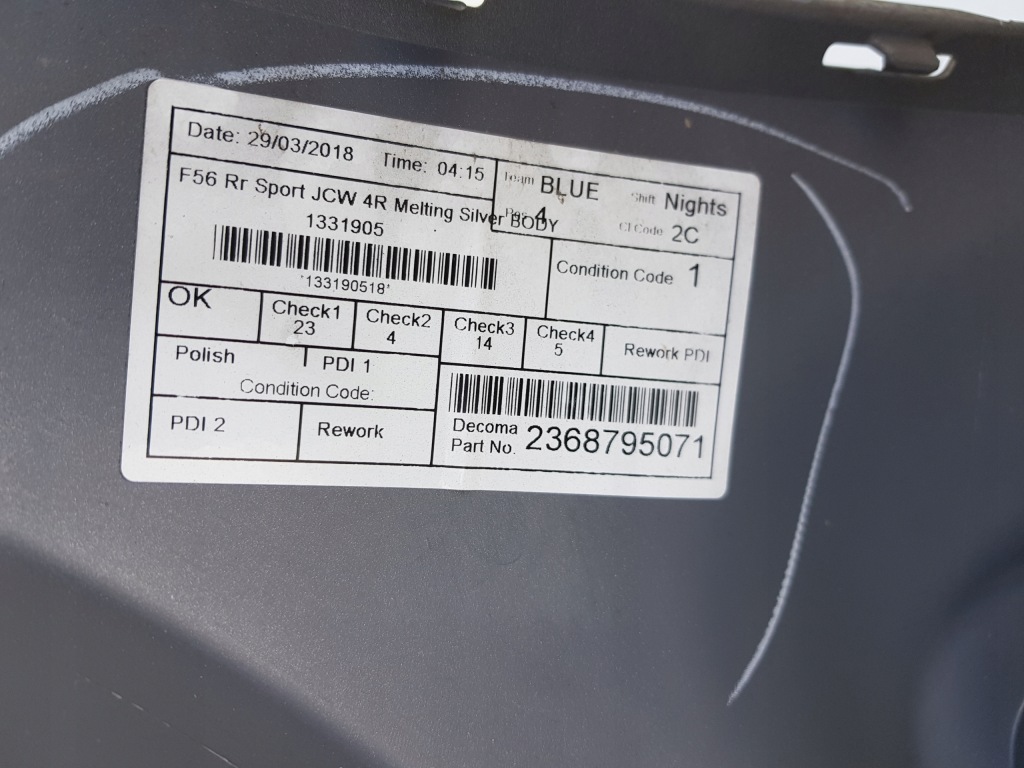 Date: 29/03/2018 Time: 04:15
Team BLUE Shift Nights
Pos 4 CI Code 2C
F56 Rr Sport JCW 4R Melting Silver BODY
1331905
*133190518*
Condition Code 1
OK
Check1 Check2 Check3 Check4 Rework PDI
23 4 14 5
Polish PDI 1
Condition Code:
PDI 2 Rework
Decoma
Part No. 2368795071